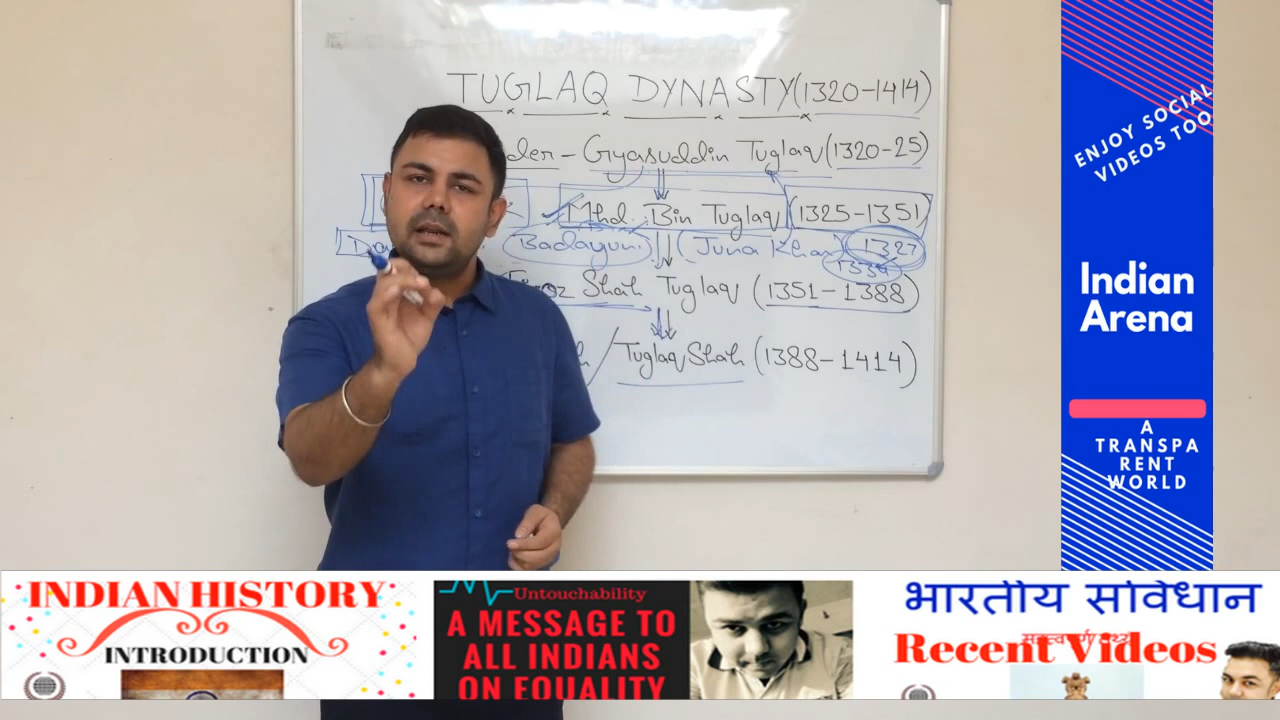 TUGLAQ DYNASTY(1320-1414)
der - Gyasuddin Tuglaq (1320-25)
Mhd. Bin Tuglaq (1325-1351)
Badayuni (Juna Khan) 1327
1334
Shah Tuglaq (1351-1388)
/ Tuglaq Shah (1388-1414)
ENJOY SOCIAL
VIDEOS TOO
Indian
Arena
A
TRANSPA
RENT
WORLD
INDIAN HISTORY
INTRODUCTION
Untouchability
A MESSAGE TO
ALL INDIANS
ON EQUALITY
भारतीय संविधान
Recent Videos